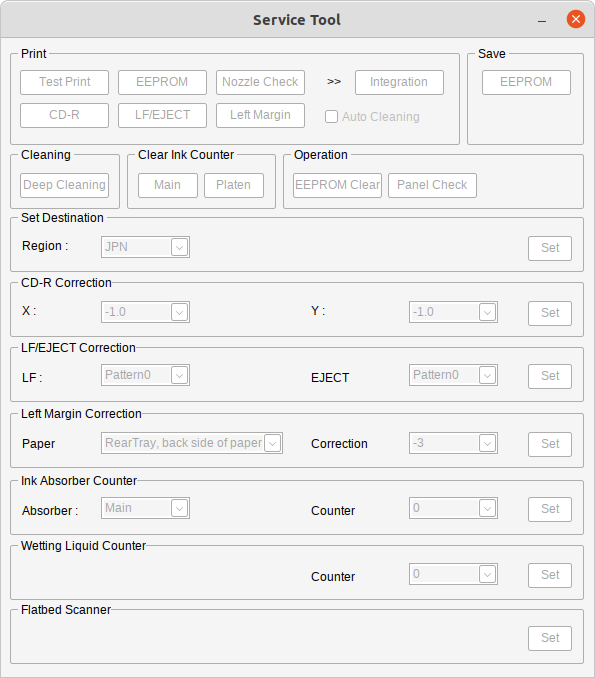 Service Tool
Print
Save
Test Print EEPROM Nozzle Check >> Integration
EEPROM
CD-R LF/EJECT Left Margin Auto Cleaning
Cleaning
Clear Ink Counter
Operation
Deep Cleaning
Main Platen
EEPROM Clear Panel Check
Set Destination
Region : JPN Set
CD-R Correction
X : -1.0 Y : -1.0 Set
LF/EJECT Correction
LF : Pattern0 EJECT Pattern0 Set
Left Margin Correction
Paper RearTray, back side of paper Correction -3 Set
Ink Absorber Counter
Absorber : Main Counter 0 Set
Wetting Liquid Counter
Counter 0 Set
Flatbed Scanner
Set